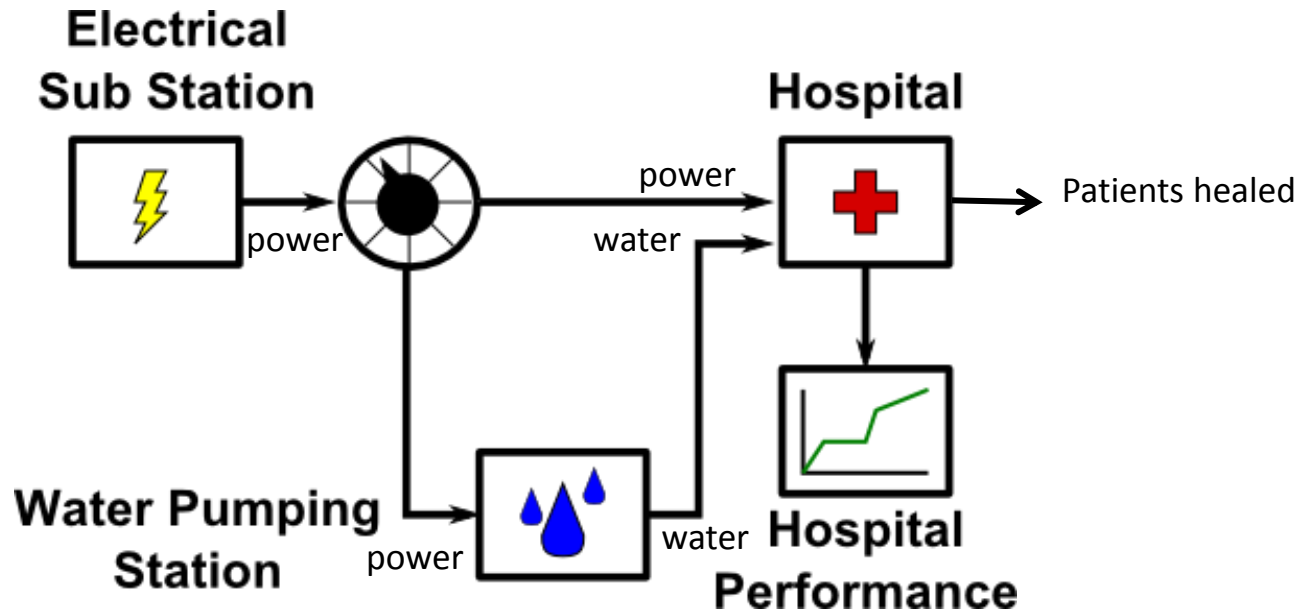 Electrical
Sub Station
Hospital
power
Patients healed
power
water
Water Pumping
Station
power
water
Hospital
Performance